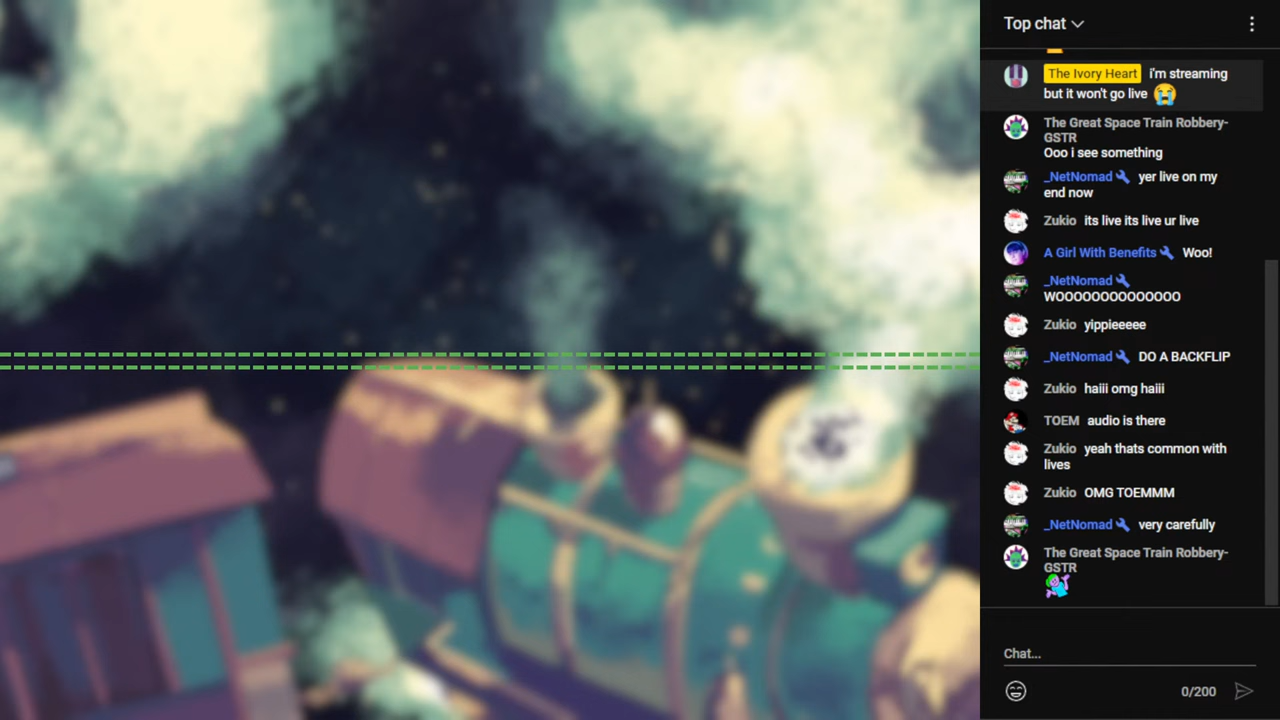 Top chat
The Ivory Heart i'm streaming
but it won't go live
The Great Space Train Robbery-
GSTR
Ooo i see something
_NetNomad yer live on my
end now
Zukio its live its live ur live
A Girl With Benefits Woo!
_NetNomad
WOOOOOOOOOOOOOO
Zukio yippieeeee
_NetNomad DO A BACKFLIP
Zukio haiii omg haiii
TOEM audio is there
Zukio yeah thats common with
lives
Zukio OMG TOEMMM
_NetNomad very carefully
The Great Space Train Robbery-
GSTR
Chat...
0/200